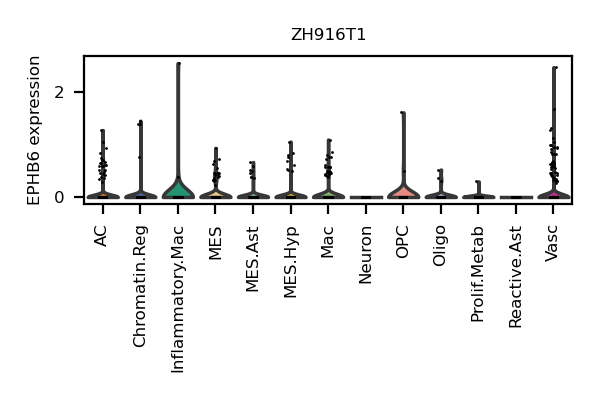 ZH916T1
EPHB6 expression
2
0
AC
Chromatin.Reg
Inflammatory.Mac
MES
MES.Ast
MES.Hyp
Mac
Neuron
OPC
Oligo
Prolif.Metab
Reactive.Ast
Vasc